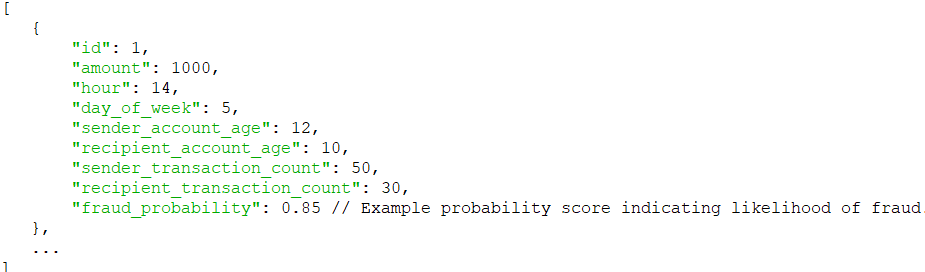 [
{
"id": 1,
"amount": 1000,
"hour": 14,
"day_of_week": 5,
"sender_account_age": 12,
"recipient_account_age": 10,
"sender_transaction_count": 50,
"recipient_transaction_count": 30,
"fraud_probability": 0.85 // Example probability score indicating likelihood of fraud.
},
...
]